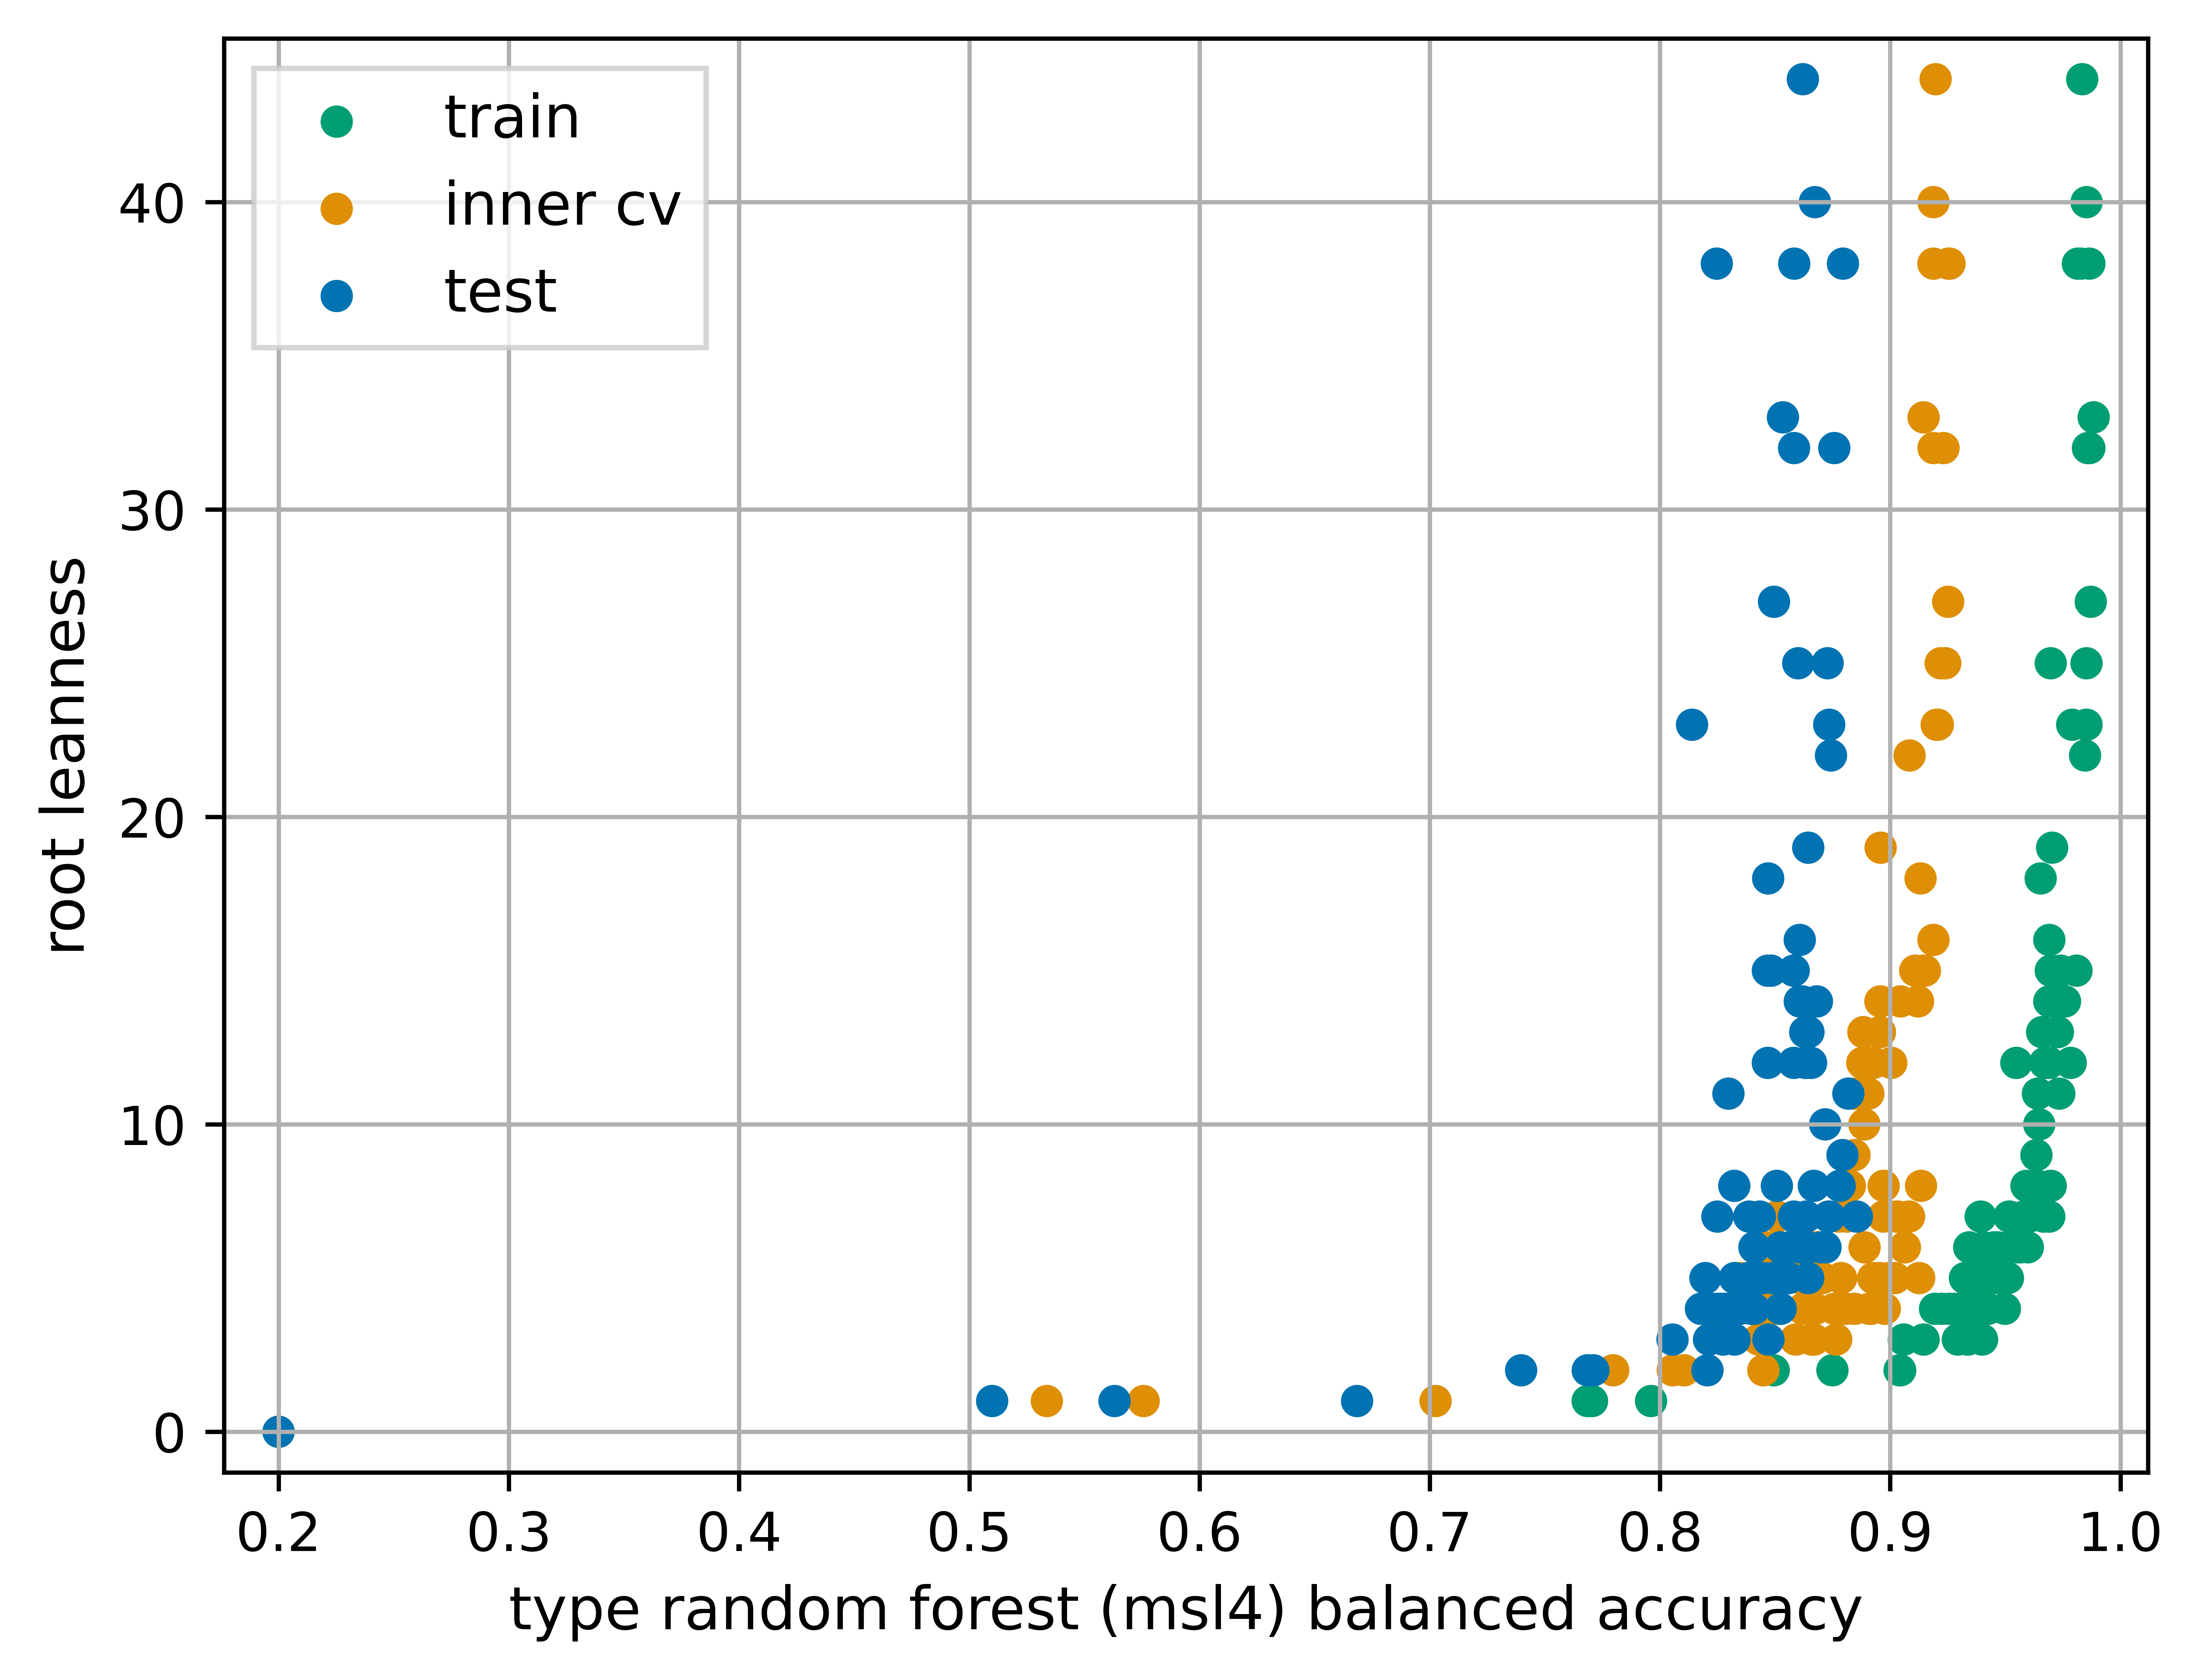 train
inner cv
test
40
30
20
10
0
root leanness
0.2 0.3 0.4 0.5 0.6 0.7 0.8 0.9 1.0
type random forest (msl4) balanced accuracy